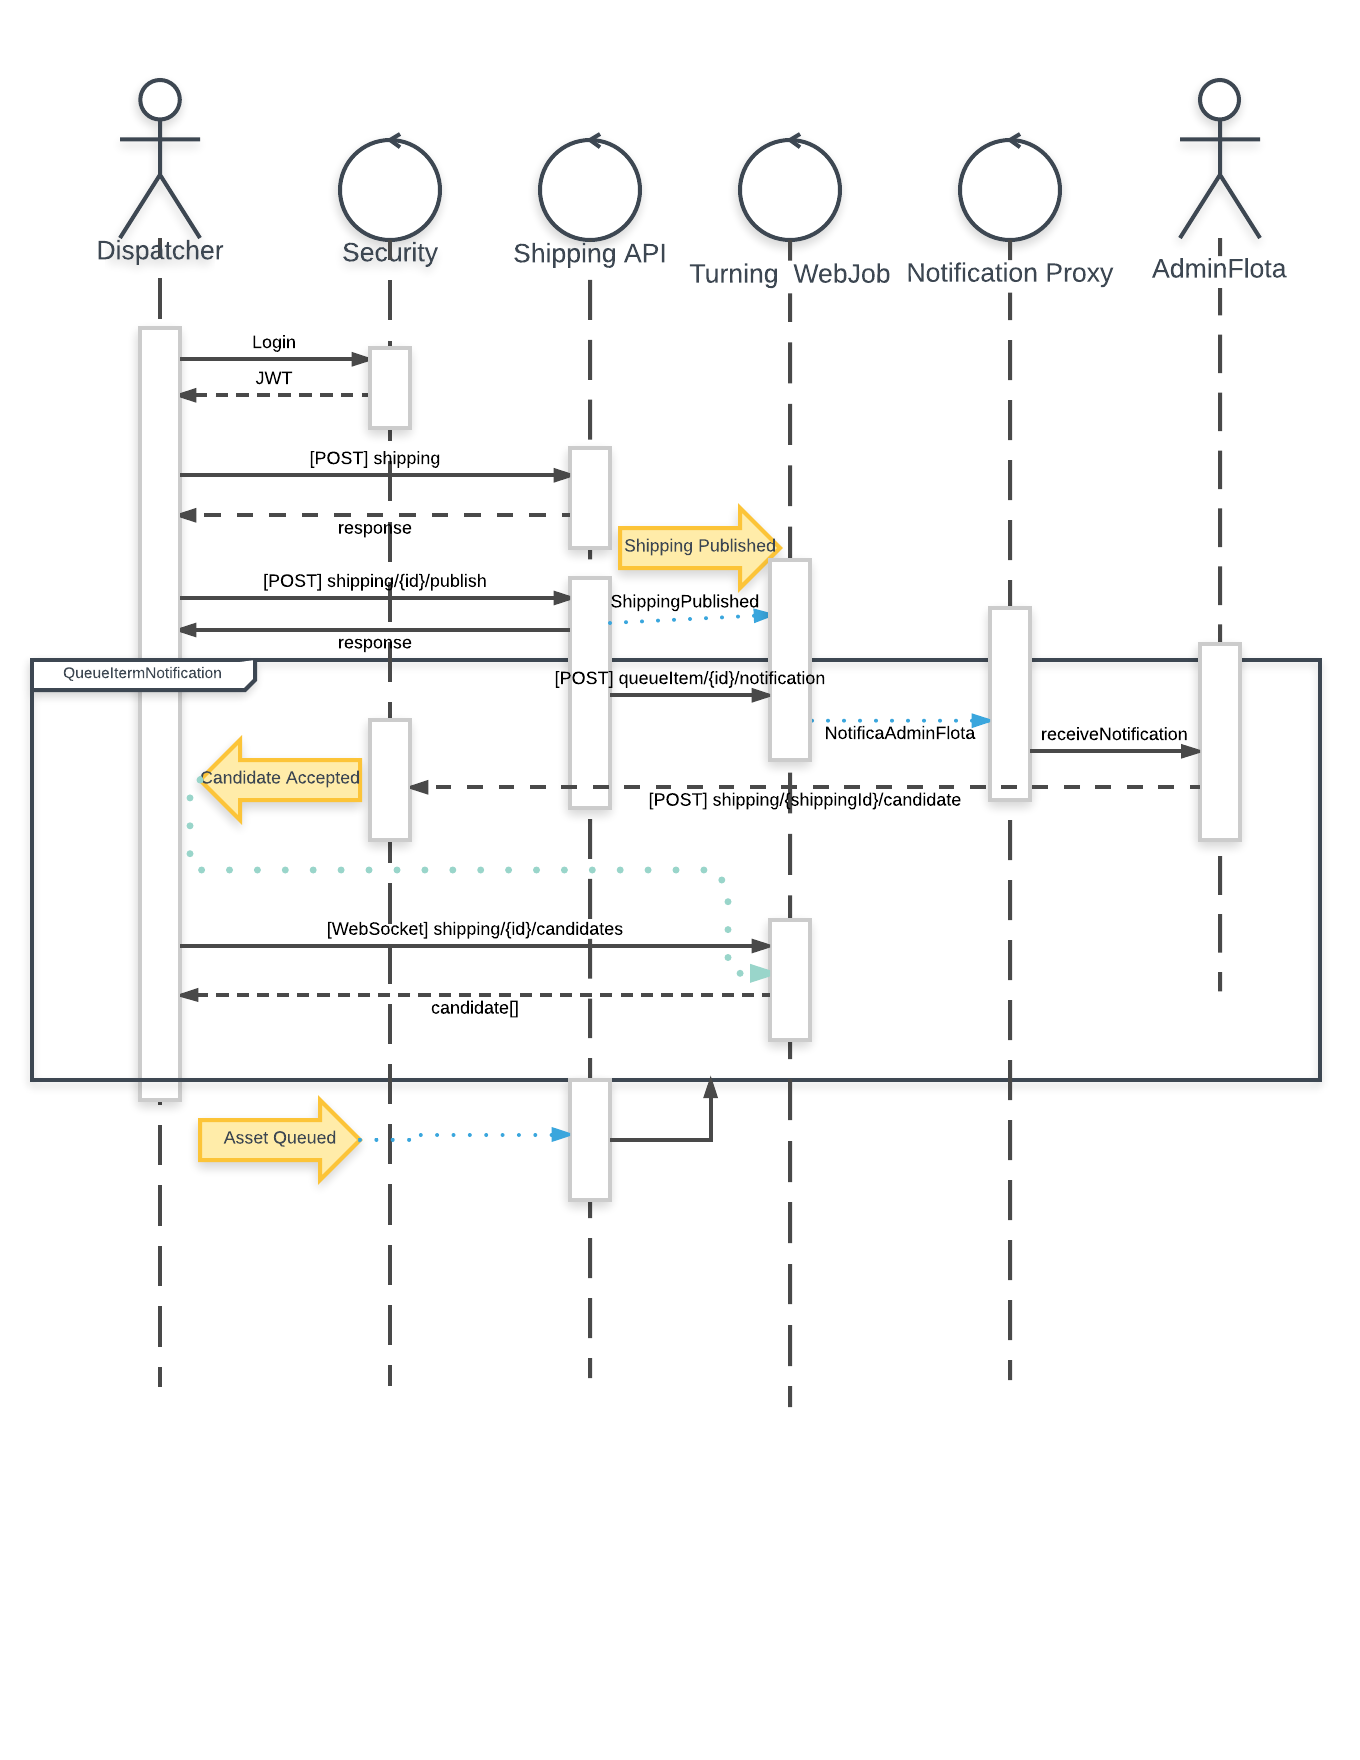 Dispatcher
Security
Shipping API
Turning WebJob
Notification Proxy
AdminFlota
Login
JWT
[POST] shipping
response
Shipping Published
[POST] shipping/{id}/publish
ShippingPublished
response
QueueItermNotification
[POST] queueItem/{id}/notification
NotificaAdminFlota
receiveNotification
Candidate Accepted
[POST] shipping/{shippingId}/candidate
[WebSocket] shipping/{id}/candidates
candidate[]
Asset Queued